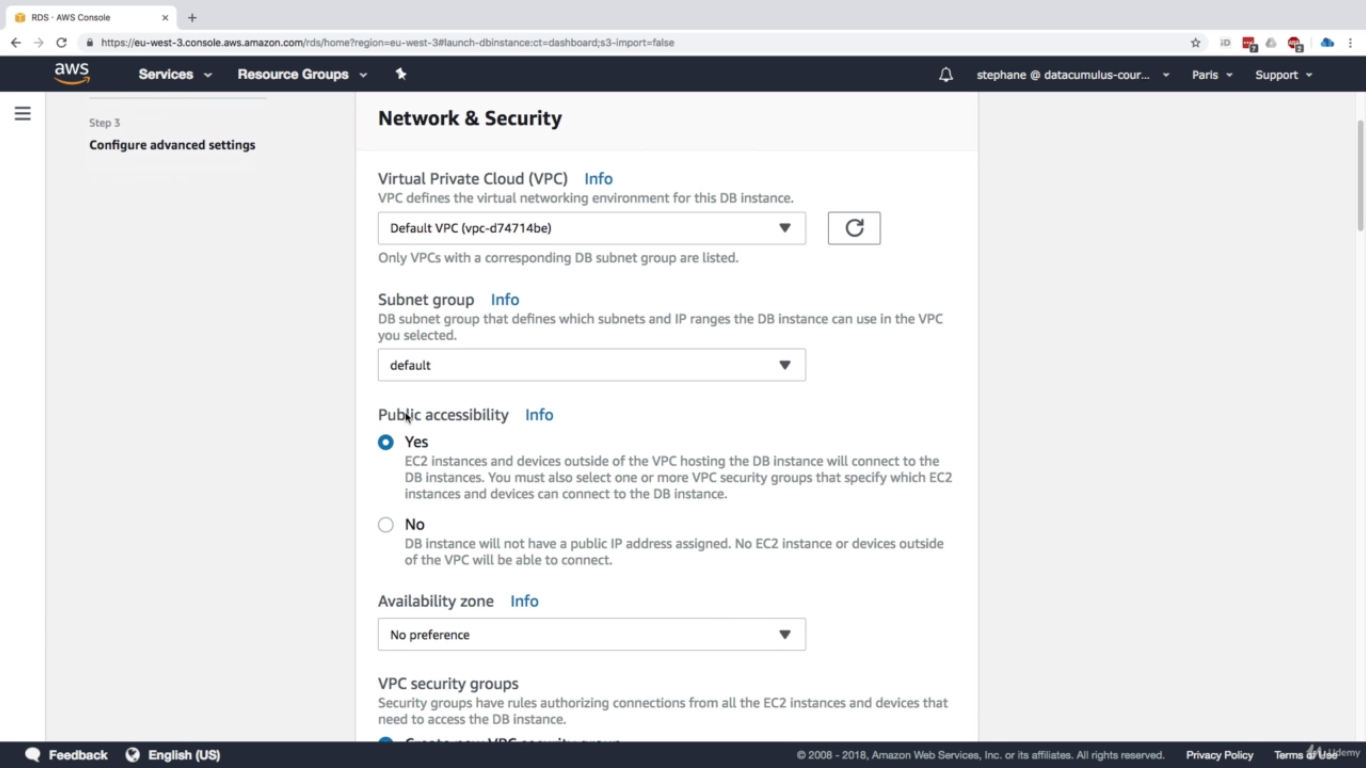 RDS · AWS Console
https://eu-west-3.console.aws.amazon.com/rds/home?region=eu-west-3#launch-dbinstance:ct=dashboard;s3-import=false
aws Services Resource Groups stephane @ datacumulus-cour... Paris Support
Step 3
Configure advanced settings
Network & Security
Virtual Private Cloud (VPC) Info
VPC defines the virtual networking environment for this DB instance.
Default VPC (vpc-d74714be)
Only VPCs with a corresponding DB subnet group are listed.
Subnet group Info
DB subnet group that defines which subnets and IP ranges the DB instance can use in the VPC
you selected.
default
Public accessibility Info
Yes
EC2 instances and devices outside of the VPC hosting the DB instance will connect to the
DB instances. You must also select one or more VPC security groups that specify which EC2
instances and devices can connect to the DB instance.
No
DB instance will not have a public IP address assigned. No EC2 instance or devices outside
of the VPC will be able to connect.
Availability zone Info
No preference
VPC security groups
Security groups have rules authorizing connections from all the EC2 instances and devices that
need to access the DB instance.
Create new VPC security group
Feedback English (US) © 2008 - 2018, Amazon Web Services, Inc. or its affiliates. All rights reserved. Privacy Policy Terms of Use
Udemy